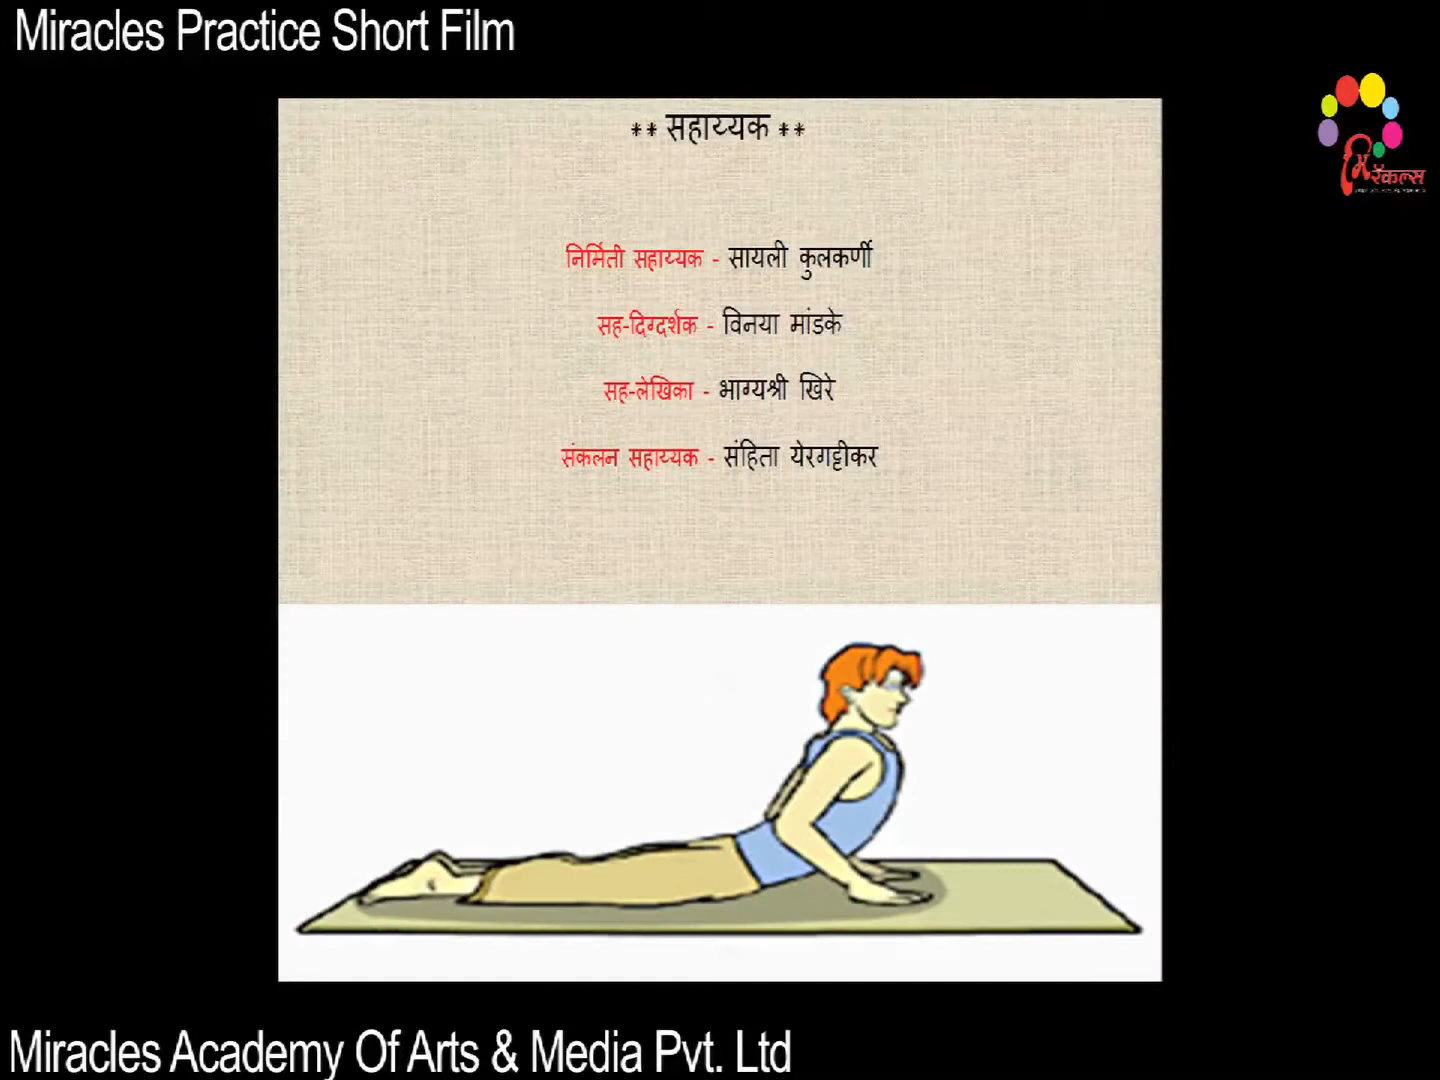 Miracles Practice Short Film
** सहाय्यक **
मिरॅकल्स
निर्मिती सहाय्यक - सायली कुलकर्णी
सह-दिग्दर्शक - विनया मांडके
सह-लेखिका - भाग्यश्री खिरे
संकलन सहाय्यक - संहिता येरगट्टीकर
Miracles Academy Of Arts & Media Pvt. Ltd